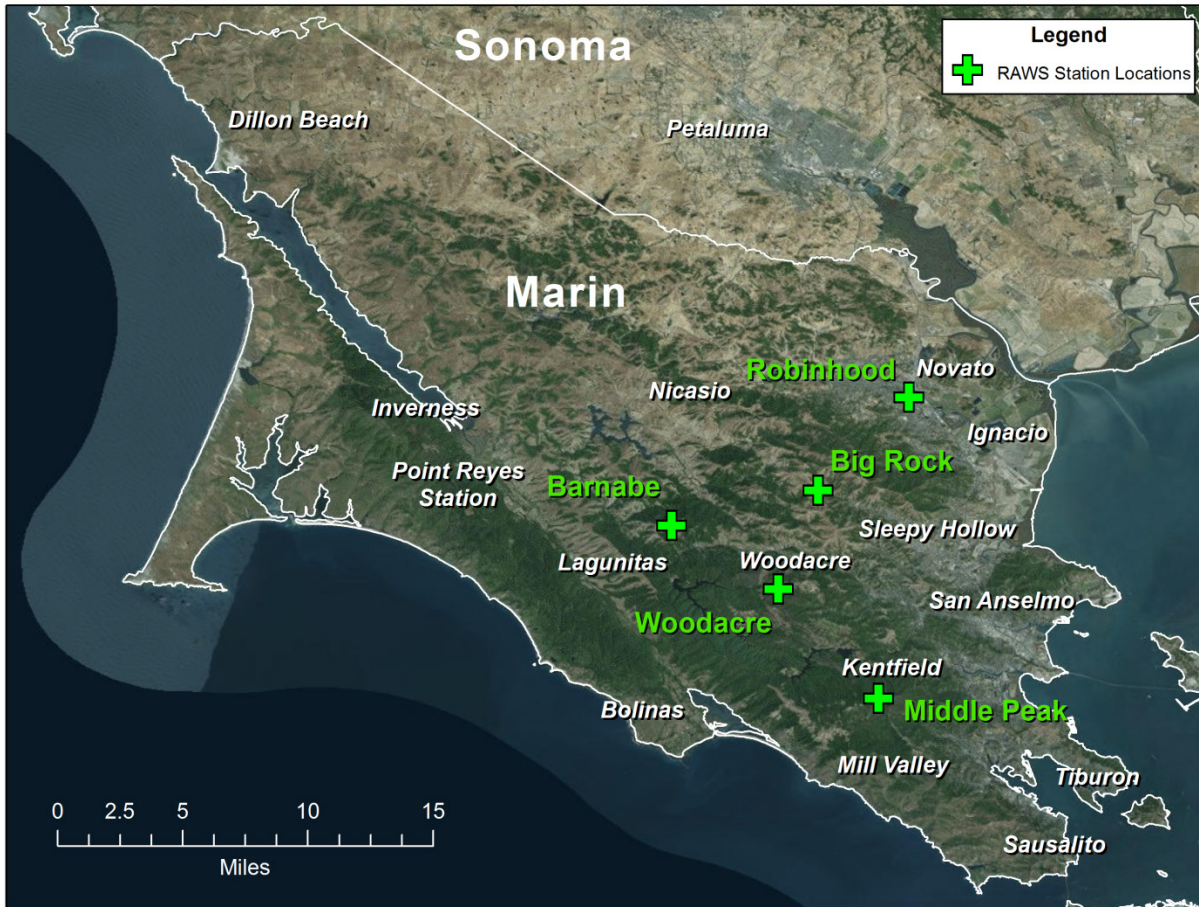 Sonoma
Legend
RAWS Station Locations
Dillon Beach
Petaluma
Marin
Robinhood
Novato
Nicasio
Inverness
Ignacio
Big Rock
Point Reyes
Station
Barnabe
Sleepy Hollow
Lagunitas
Woodacre
San Anselmo
Woodacre
Kentfield
Bolinas
Middle Peak
Mill Valley
Tiburon
Sausalito
0 2.5 5 10 15
Miles